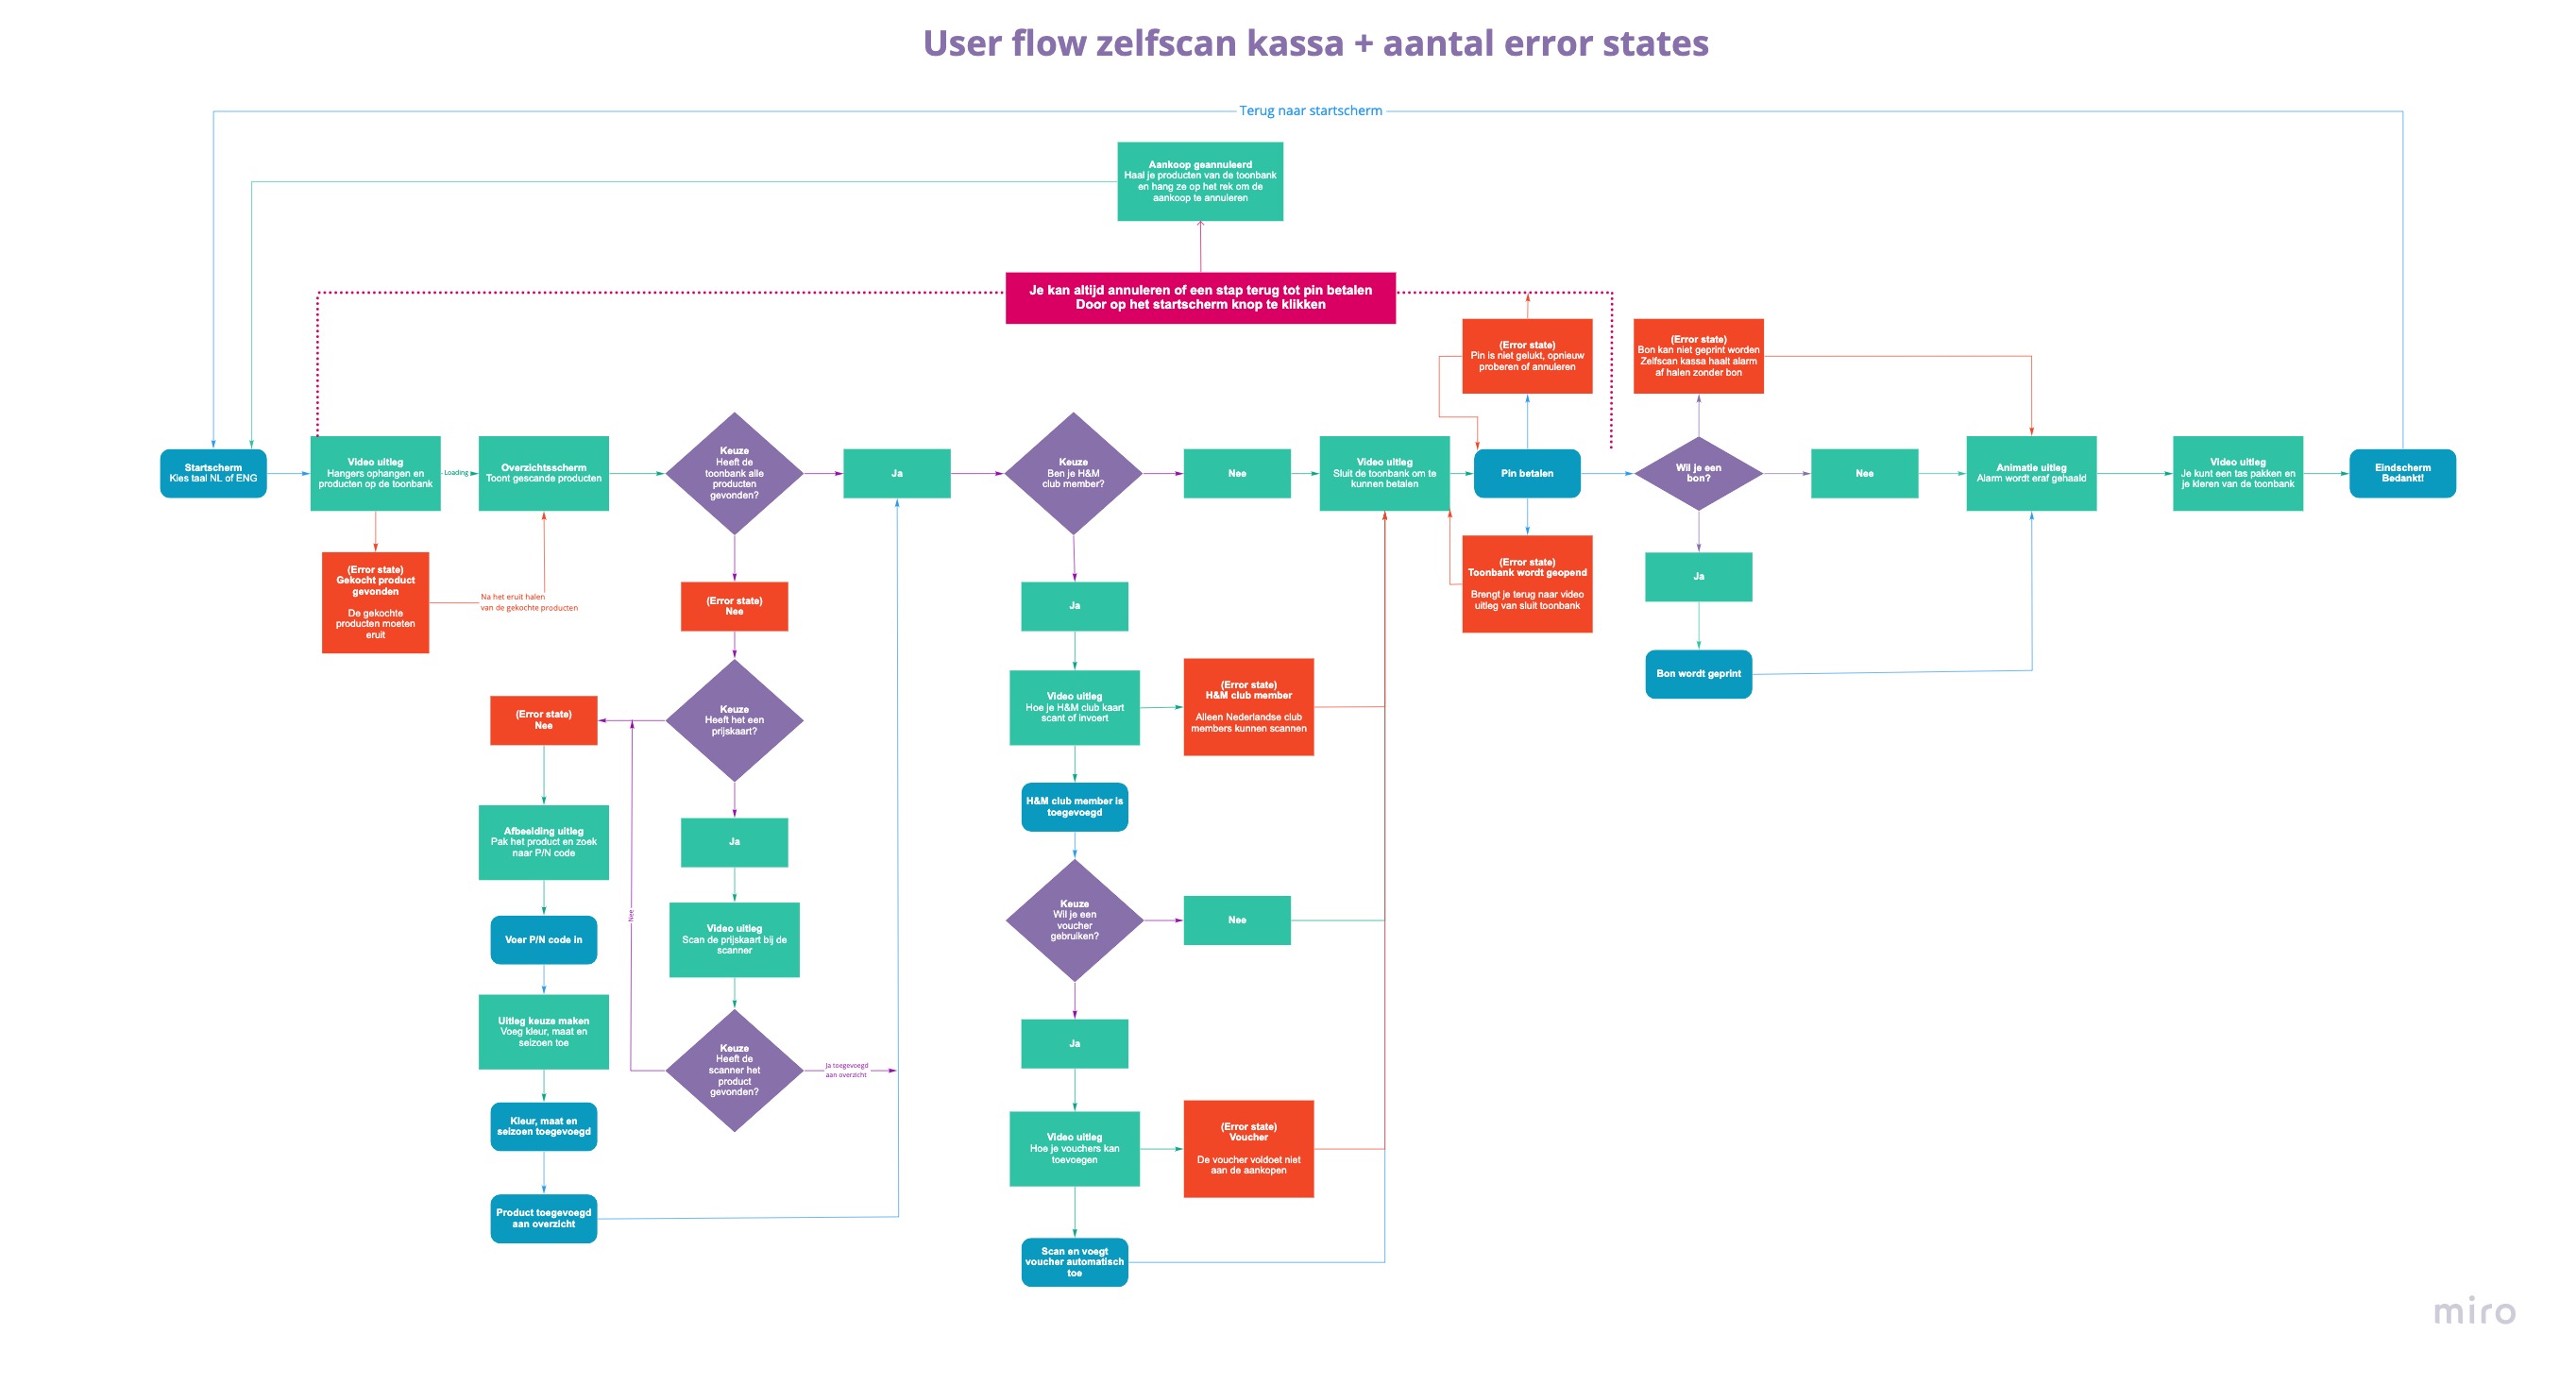 User flow zelfscan kassa + aantal error states
Terug naar startscherm
Aankoop geannuleerd
Haal je producten van de toonbank
en hang ze op het rek om de
aankoop te annuleren
Je kan altijd annuleren of een stap terug tot pin betalen
Door op het startscherm knop te klikken
(Error state)
Pin is niet gelukt, opnieuw
proberen of annuleren
(Error state)
Bon kan niet geprint worden
Zelfscan kassa haalt alarm
af halen zonder bon
Startscherm
Kies taal NL of ENG
Video uitleg
Hangers ophangen en
producten op de toonbank
Loading
Overzichtsscherm
Toont gescande producten
Keuze
Heeft de
toonbank alle
producten
gevonden?
Ja
Keuze
Ben je H&M
club member?
Nee
Video uitleg
Sluit de toonbank om te
kunnen betalen
Pin betalen
Wil je een
bon?
Nee
Animatie uitleg
Alarm wordt eraf gehaald
Video uitleg
Je kunt een tas pakken en
je kleren van de toonbank
Eindscherm
Bedankt!
(Error state)
Gekocht product
gevonden
De gekochte
producten moeten
eruit
Na het eruit halen
van de gekochte producten
(Error state)
Nee
Ja
(Error state)
Toonbank wordt geopend
Brengt je terug naar video
uitleg van sluit toonbank
Ja
Bon wordt geprint
(Error state)
Nee
Keuze
Heeft het een
prijskaart?
Video uitleg
Hoe je H&M club kaart
scant of invoert
(Error state)
H&M club member
Alleen Nederlandse club
members kunnen scannen
Afbeelding uitleg
Pak het product en zoek
naar P/N code
Ja
H&M club member is
toegevoegd
Voer P/N code in
Nee
Video uitleg
Scan de prijskaart bij de
scanner
Keuze
Wil je een
voucher
gebruiken?
Nee
Uitleg keuze maken
Voeg kleur, maat en
seizoen toe
Keuze
Heeft de
scanner het
product
gevonden?
Ja toegevoegd
aan overzicht
Ja
Kleur, maat en
seizoen toegevoegd
Video uitleg
Hoe je vouchers kan
toevoegen
(Error state)
Voucher
De voucher voldoet niet
aan de aankopen
Product toegevoegd
aan overzicht
Scan en voegt
voucher automatisch
toe
miro